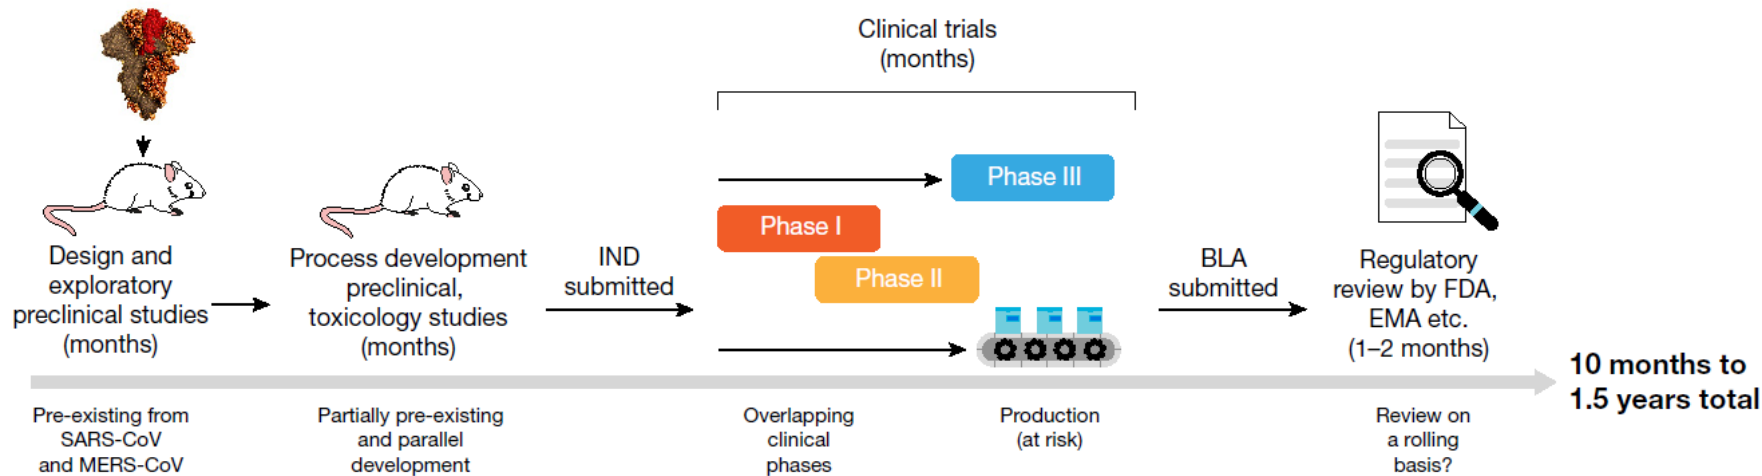 Clinical trials
(months)
Phase III
Phase I
Phase II
Design and
exploratory
preclinical studies
(months)
Process development
preclinical,
toxicology studies
(months)
IND
submitted
BLA
submitted
Regulatory
review by FDA,
EMA etc.
(1–2 months)
10 months to
1.5 years total
Pre-existing from
SARS-CoV
and MERS-CoV
Partially pre-existing
and parallel
development
Overlapping
clinical
phases
Production
(at risk)
Review on
a rolling
basis?